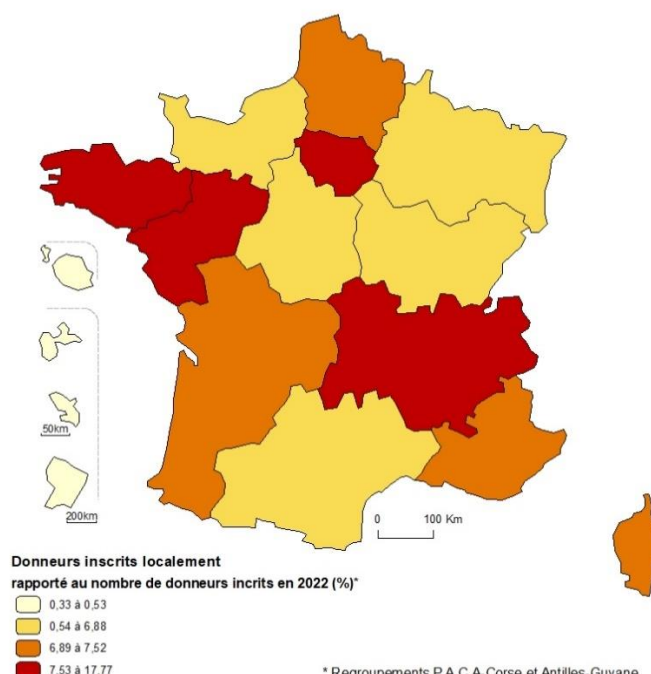 50km
200km
0 100 Km
Donneurs inscrits localement
rapporté au nombre de donneurs incrits en 2022 (%)*
0,33 à 0,53
0,54 à 6,88
6,89 à 7,52
7,53 à 17,77
* Regroupements P.A.C.A-Corse et Antilles-Guyane